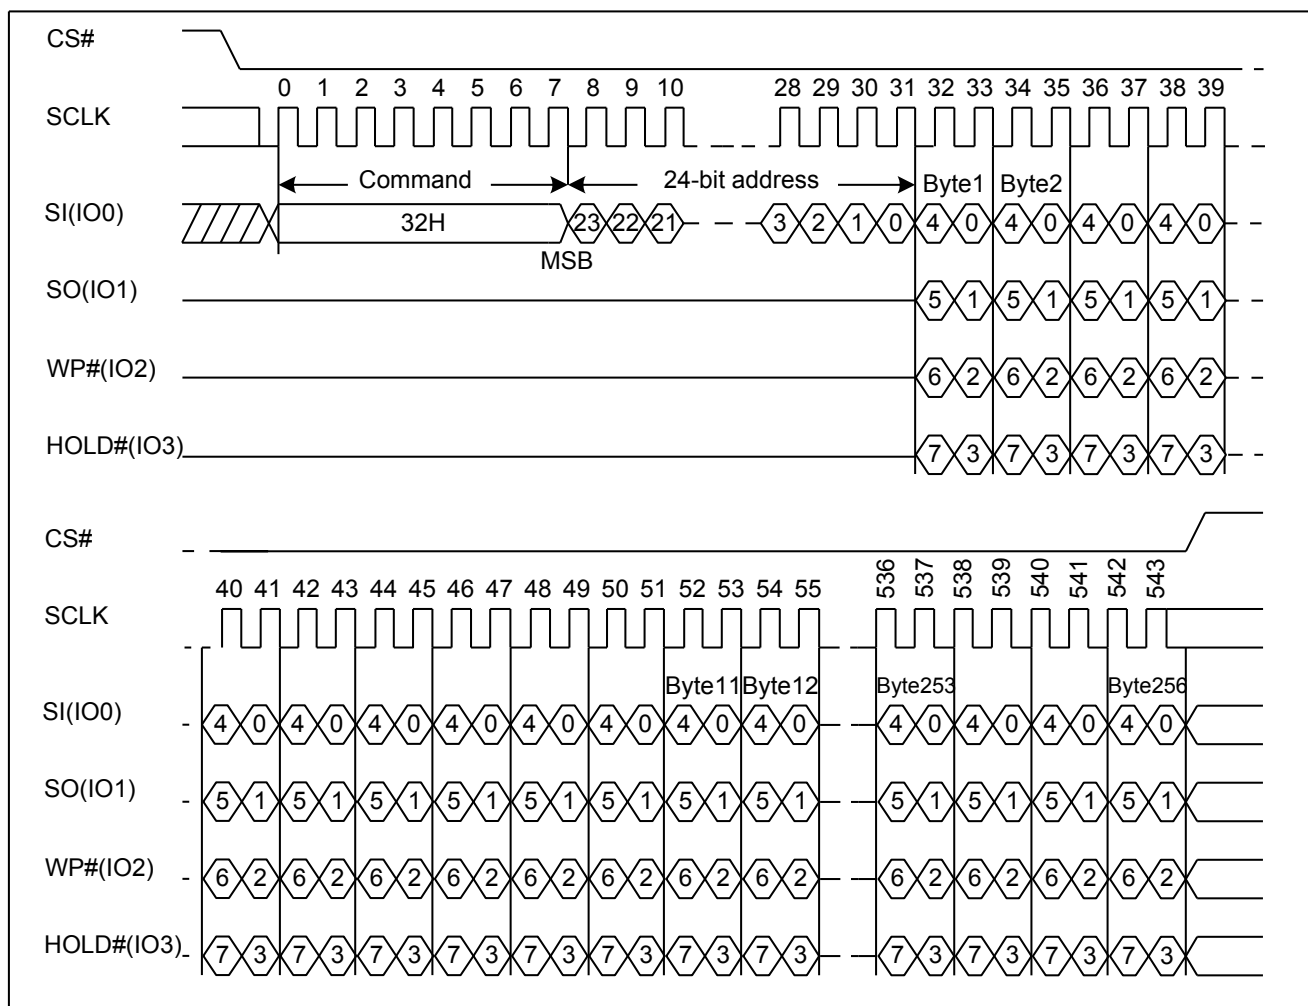 CS#
0 1 2 3 4 5 6 7 8 9 10 28 29 30 31 32 33 34 35 36 37 38 39
SCLK
Command 24-bit address Byte1 Byte2
SI(IO0) 32H 23 22 21 3 2 1 0 4 0 4 0 4 0 4 0
MSB
SO(IO1) 5 1 5 1 5 1 5 1
WP#(IO2) 6 2 6 2 6 2 6 2
HOLD#(IO3) 7 3 7 3 7 3 7 3
CS#
40 41 42 43 44 45 46 47 48 49 50 51 52 53 54 55 536 537 538 539 540 541 542 543
SCLK
Byte11 Byte12 Byte253 Byte256
SI(IO0) 4 0 4 0 4 0 4 0 4 0 4 0 4 0 4 0 4 0 4 0 4 0 4 0
SO(IO1) 5 1 5 1 5 1 5 1 5 1 5 1 5 1 5 1 5 1 5 1 5 1 5 1
WP#(IO2) 6 2 6 2 6 2 6 2 6 2 6 2 6 2 6 2 6 2 6 2 6 2 6 2
HOLD#(IO3) 7 3 7 3 7 3 7 3 7 3 7 3 7 3 7 3 7 3 7 3 7 3 7 3